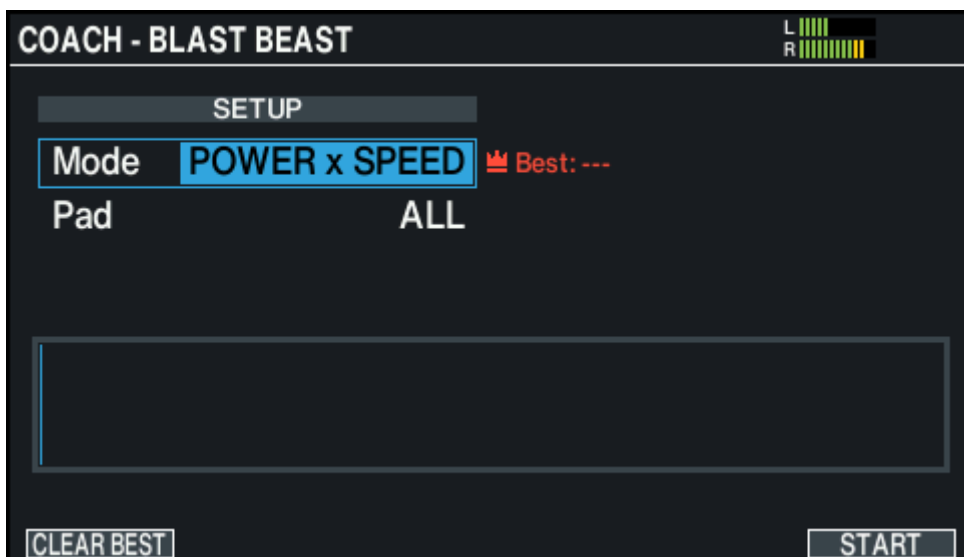 COACH - BLAST BEAST
L
R
SETUP
Mode POWER x SPEED Best: ---
Pad ALL
CLEAR BEST START